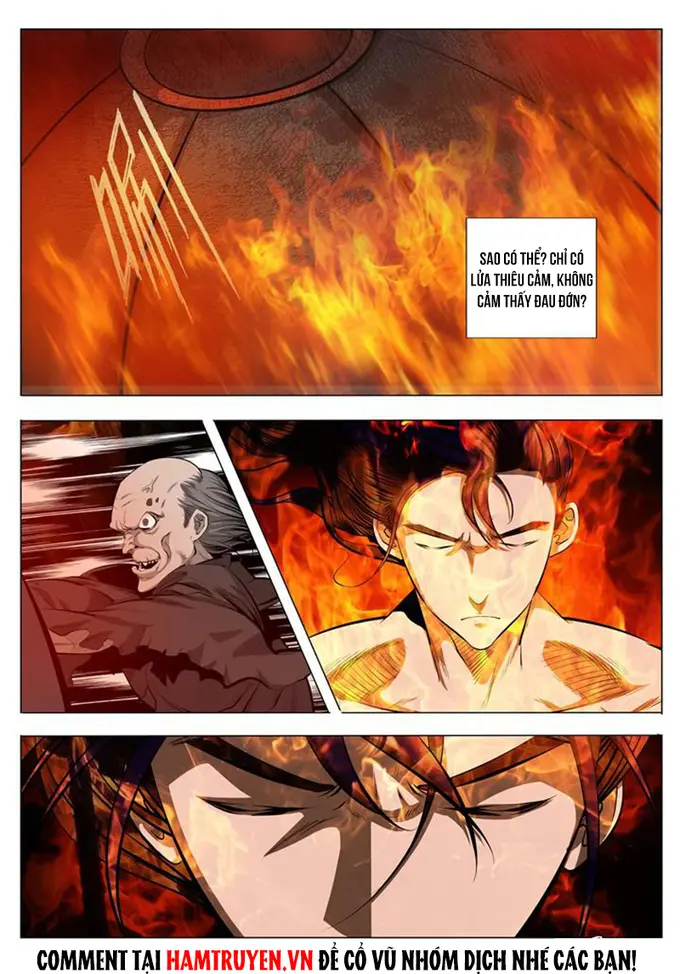 SAO CÓ THỂ? CHỈ CÓ
LỬA THIÊU CẢM, KHÔNG
CẢM THẤY ĐAU ĐỚN?
COMMENT TẠI HAMTRUYEN.VN ĐỂ CỔ VŨ NHÓM DỊCH NHÉ CÁC BẠN!